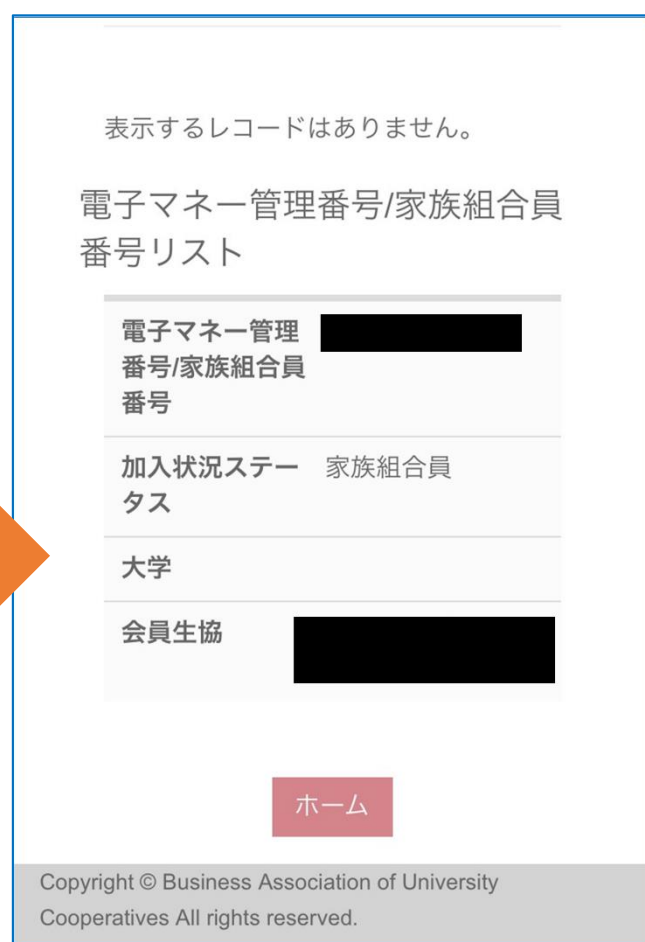 表示するレコードはありません。
電子マネー管理番号/家族組合員
番号リスト
電子マネー管理
番号/家族組合員
番号
加入状況ステー
タス
家族組合員
大学
会員生協
ホーム
Copyright © Business Association of University
Cooperatives All rights reserved.